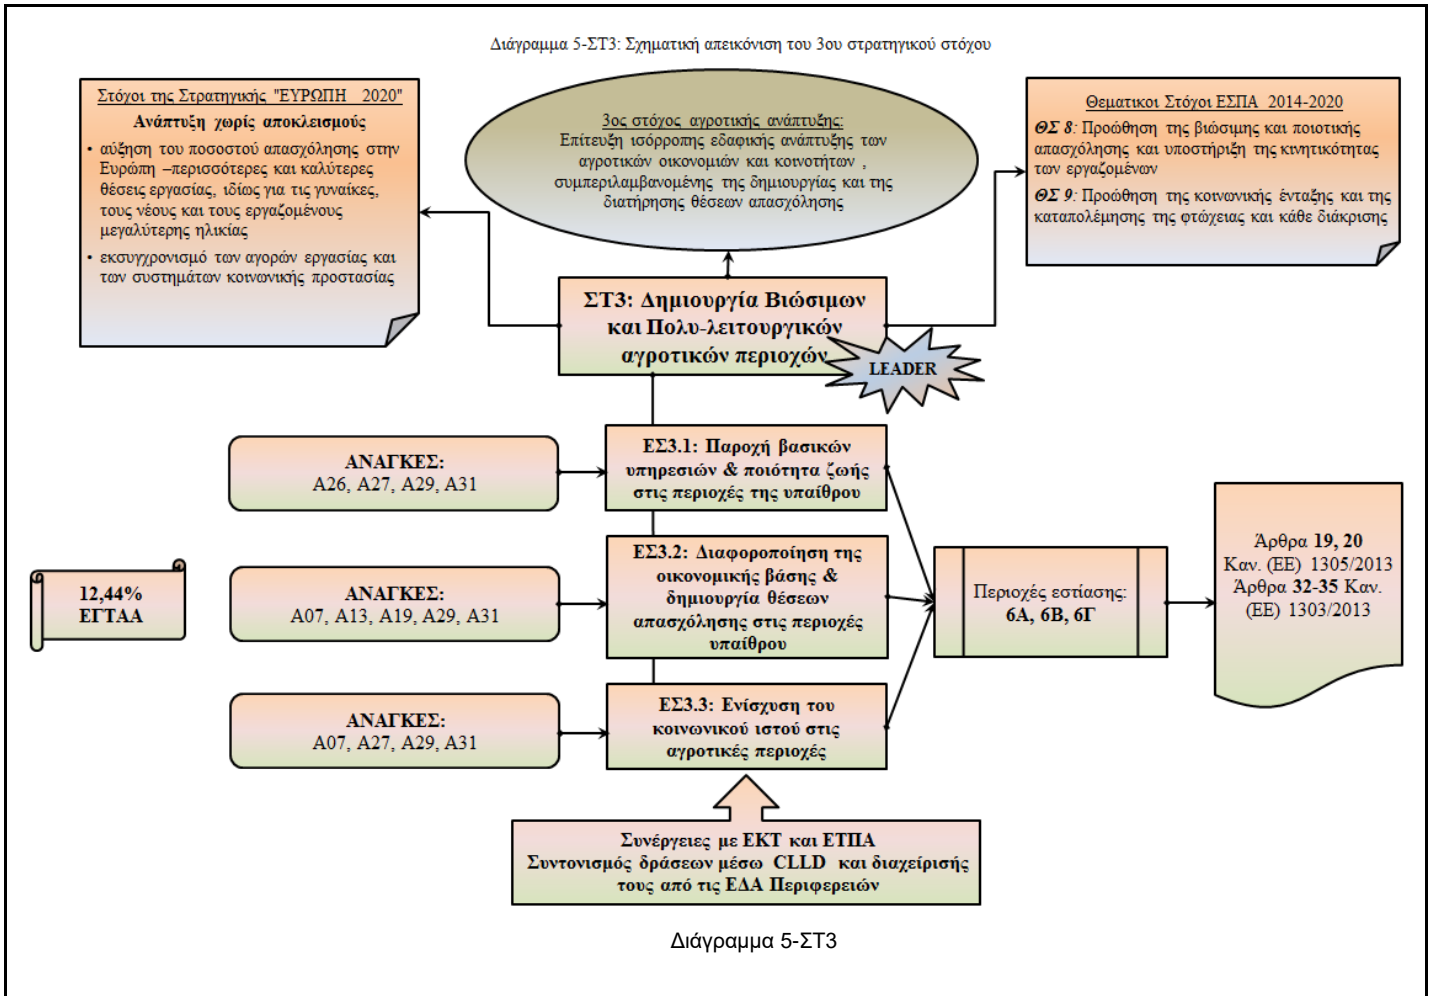 Διάγραμμα 5-ΣΤ3: Σχηματική απεικόνιση του 3ου στρατηγικού στόχου
Στόχοι της Στρατηγικής "ΕΥΡΩΠΗ 2020"
Ανάπτυξη χωρίς αποκλεισμούς
• αύξηση του ποσοστού απασχόλησης στην
Ευρώπη –περισσότερες και καλύτερες
θέσεις εργασίας, ιδίως για τις γυναίκες,
τους νέους και τους εργαζομένους
μεγαλύτερης ηλικίας
• εκσυγχρονισμό των αγορών εργασίας και
των συστημάτων κοινωνικής προστασίας
3ος στόχος αγροτικής ανάπτυξης:
Επίτευξη ισόρροπης εδαφικής ανάπτυξης των
αγροτικών οικονομιών και κοινοτήτων ,
συμπεριλαμβανομένης της δημιουργίας και της
διατήρησης θέσεων απασχόλησης
Θεματικοι Στόχοι ΕΣΠΑ 2014-2020
ΘΣ 8: Προώθηση της βιώσιμης και ποιοτικής
απασχόλησης και υποστήριξη της κινητικότητας
των εργαζομένων
ΘΣ 9: Προώθηση της κοινωνικής ένταξης και της
καταπολέμησης της φτώχειας και κάθε διάκρισης
ΣΤ3: Δημιουργία Βιώσιμων
και Πολυ-λειτουργικών
αγροτικών περιοχών
LEADER
ΑΝΑΓΚΕΣ:
Α26, Α27, Α29, Α31
ΕΣ3.1: Παροχή βασικών
υπηρεσιών & ποιότητα ζωής
στις περιοχές της υπαίθρου
12,44%
ΕΓΤΑΑ
ΑΝΑΓΚΕΣ:
Α07, Α13, Α19, Α29, Α31
ΕΣ3.2: Διαφοροποίηση της
οικονομικής βάσης &
δημιουργία θέσεων
απασχόλησης στις περιοχές
υπαίθρου
Περιοχές εστίασης:
6Α, 6Β, 6Γ
Άρθρα 19, 20
Καν. (ΕΕ) 1305/2013
Άρθρα 32-35 Καν.
(ΕΕ) 1303/2013
ΑΝΑΓΚΕΣ:
Α07, Α27, Α29, Α31
ΕΣ3.3: Ενίσχυση του
κοινωνικού ιστού στις
αγροτικές περιοχές
Συνέργειες με ΕΚΤ και ΕΤΠΑ
Συντονισμός δράσεων μέσω CLLD και διαχείρισής
τους από τις ΕΔΑ Περιφερειών
Διάγραμμα 5-ΣΤ3